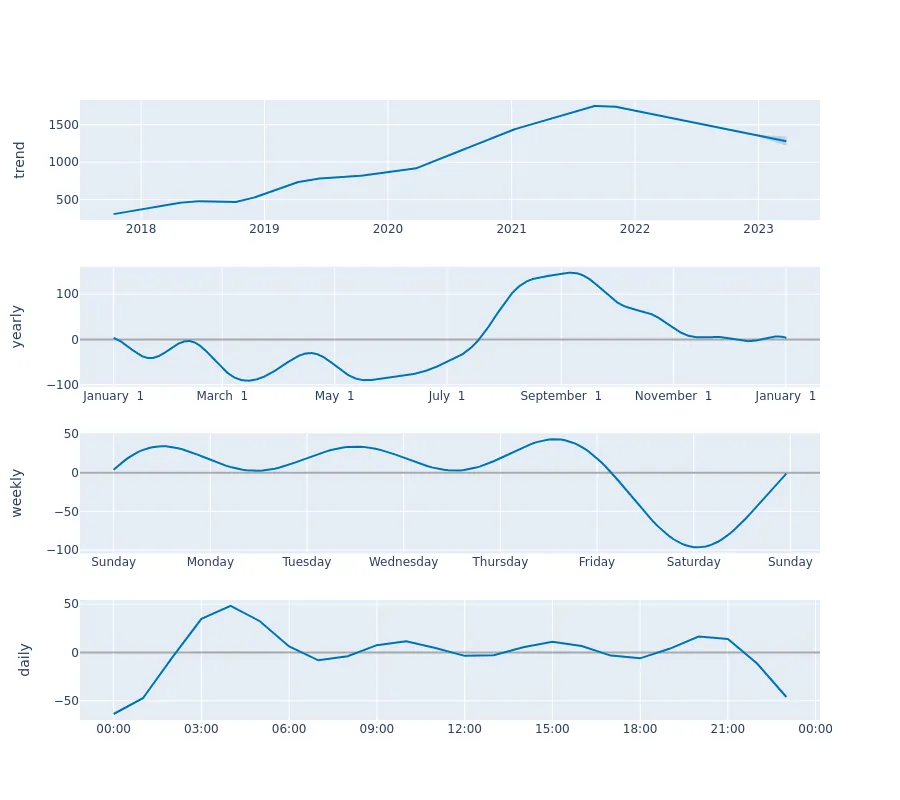 trend
1500
1000
500
2018 2019 2020 2021 2022 2023
yearly
100
0
−100
January 1 March 1 May 1 July 1 September 1 November 1 January 1
weekly
50
0
−50
−100
Sunday Monday Tuesday Wednesday Thursday Friday Saturday Sunday
daily
50
0
−50
00:00 03:00 06:00 09:00 12:00 15:00 18:00 21:00 00:00